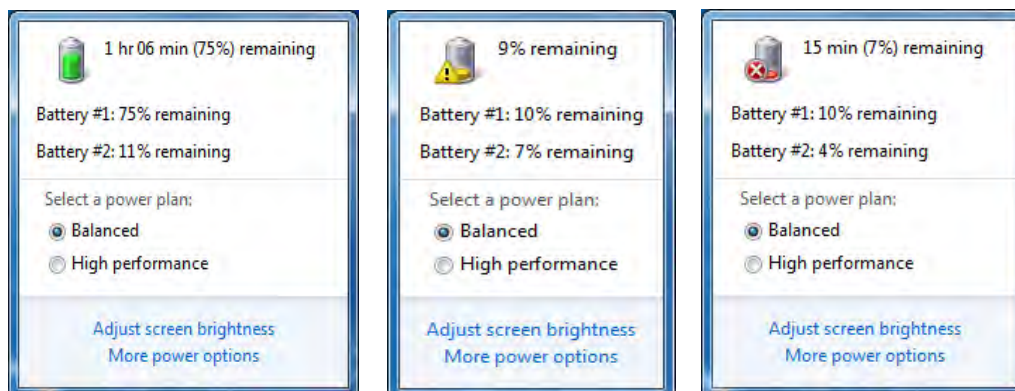 1 hr 06 min (75%) remaining
Battery #1: 75% remaining
Battery #2: 11% remaining
Select a power plan:
Balanced
High performance
Adjust screen brightness
More power options
9% remaining
Battery #1: 10% remaining
Battery #2: 7% remaining
Select a power plan:
Balanced
High performance
Adjust screen brightness
More power options
15 min (7%) remaining
Battery #1: 10% remaining
Battery #2: 4% remaining
Select a power plan:
Balanced
High performance
Adjust screen brightness
More power options